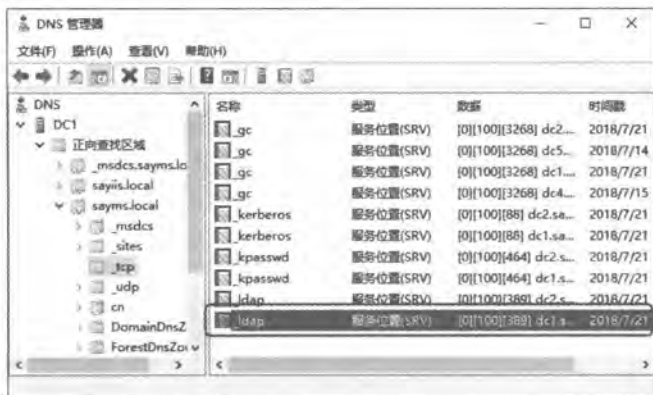 DNS 管理器
文件(F) 操作(A) 查看(V) 帮助(H)
DNS
DC1
正向查找区域
_msdcs.sayms.lo
sayiis.local
sayms.local
_msdcs
_sites
_tcp
_udp
cn
DomainDnsZ
ForestDnsZo
名称 类型 数据 时间戳
_gc 服务位置(SRV) [0][100][3268] dc2.... 2018/7/21
_gc 服务位置(SRV) [0][100][3268] dc5.... 2018/7/14
_gc 服务位置(SRV) [0][100][3268] dc1.... 2018/7/21
_gc 服务位置(SRV) [0][100][3268] dc4.... 2018/7/15
_kerberos 服务位置(SRV) [0][100][88] dc2.sa... 2018/7/21
_kerberos 服务位置(SRV) [0][100][88] dc1.sa... 2018/7/21
_kpasswd 服务位置(SRV) [0][100][464] dc2.s... 2018/7/21
_kpasswd 服务位置(SRV) [0][100][464] dc1.s... 2018/7/21
_ldap 服务位置(SRV) [0][100][389] dc2.s... 2018/7/21
_ldap 服务位置(SRV) [0][100][389] dc1.s... 2018/7/21